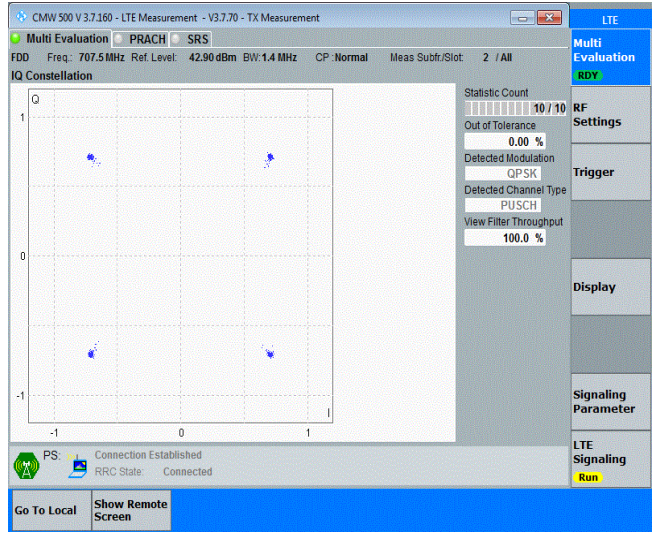 CMW 500 V 3.7.160 - LTE Measurement - V3.7.70 - TX Measurement
LTE
Multi Evaluation PRACH SRS
FDD Freq.: 707.5 MHz Ref. Level: 42.90 dBm BW: 1.4 MHz CP : Normal Meas Subfr./Slot: 2 / All
IQ Constellation
Q
1
0
-1
-1 0 1
I
Statistic Count
10 / 10
Out of Tolerance
0.00 %
Detected Modulation
QPSK
Detected Channel Type
PUSCH
View Filter Throughput
100.0 %
Multi
Evaluation
RDY
RF
Settings
Trigger
Display
Signaling
Parameter
LTE
Signaling
Run
PS: Connection Established
RRC State: Connected
Go To Local
Show Remote
Screen